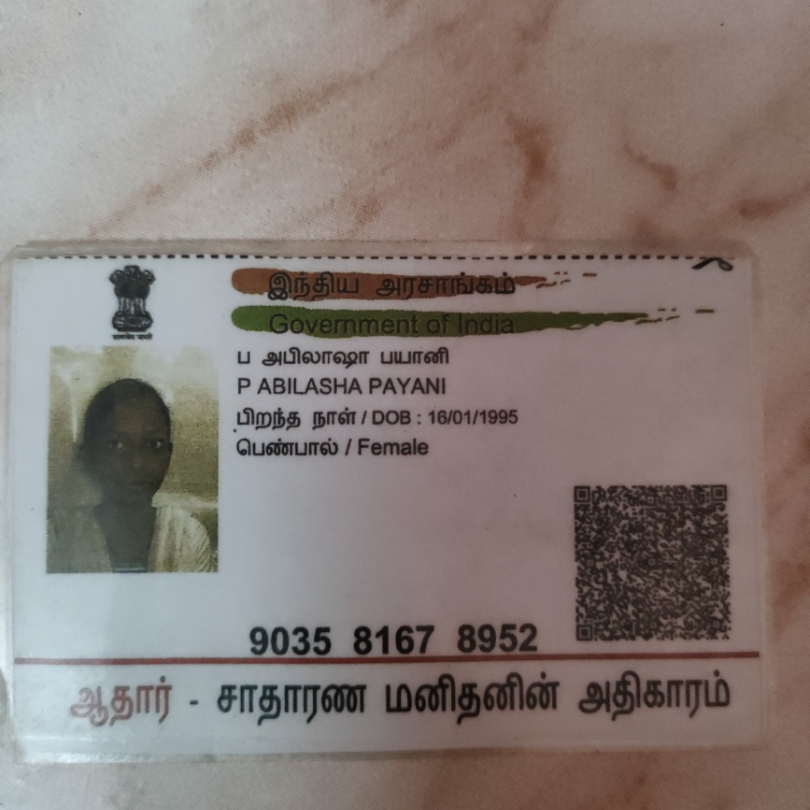 இந்திய அரசாங்கம்
Government of India
ப அபிலாஷா பயானி
P ABILASHA PAYANI
பிறந்த நாள் / DOB : 16/01/1995
பெண்பால் / Female
9035 8167 8952
ஆதார் - சாதாரண மனிதனின் அதிகாரம்